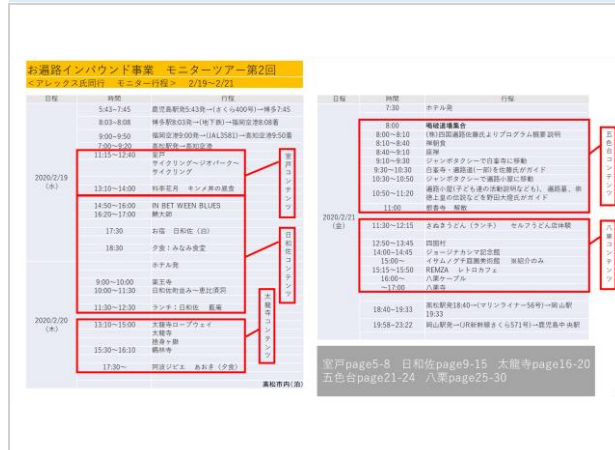 お遍路インバウンド事業 モニターツアー第2回
＜アレックス氏同行 モニター行程＞ 2/19～2/21
日程 時間 行程
5:43～7:45 鹿児島駅発5:43発→(さくら400号)→博多7:45
8:03～8:08 博多駅8:03発→(地下鉄)→福岡空港8:08着
9:00～9:50 福岡空港9:00発→(JAL3581)→高知空港9:50着
7:00～9:20 高松駅発→高知空港
2020/2/19
(水)
11:15～12:40 室戸
サイクリング～ジオパーク～
サイクリング
13:10～14:00 料亭花月 キンメ丼の昼食
室戸コンテンツ
14:50～16:00 IN BET WEEN BLUES
16:20～17:00 鯖大師
17:30 お宿 日和佐（泊）
18:30 夕食：みなみ食堂
ホテル発
9:00～10:00 薬王寺
10:00～11:30 日和佐町並み～恵比須洞
11:30～12:30 ランチ：日和佐 藍庵
日和佐コンテンツ
2020/2/20
(木)
13:10～15:00 太龍寺ロープウェイ
太龍寺
捨身ヶ嶽
15:30～16:10 鶴林寺
17:30～ 阿波ジビエ あおき（夕食）
太龍寺コンテンツ
高松市内(泊)
日程 時間 行程
7:30 ホテル発
8:00 喝破道場集合
8:00～8:10 (株)四国遍路佐藤氏よりプログラム概要説明
8:10～8:40 禅朝食
8:40～9:10 座禅
9:10～9:30 ジャンボタクシーで白峯寺に移動
9:30～10:30 白峯寺・遍路道(一部)を佐藤氏がガイド
10:30～10:50 ジャンボタクシーで遍路小屋に移動
10:50～11:20 遍路小屋(子ども達の活動説明なども)、遍路墓、崇
徳上皇の伝説などを野田大燈氏がガイド
11:00 根香寺 解散
五色台コンテンツ
2020/2/21
(金)
11:30～12:15 さぬきうどん（ランチ） セルフうどん店体験
12:50～13:45 四国村
14:00～14:45 ジョージナカシマ記念館
15:00～ イサムノグチ庭園美術館 ※紹介のみ
15:15～15:50 REMZA レトロカフェ
16:00～ 八栗ケーブル
～17:00 八栗寺
八栗コンテンツ
18:40～19:33 高松駅発18:40→(マリンライナー56号)→岡山駅
19:33
19:58～23:22 岡山駅発→(JR新幹線さくら571号)→鹿児島中央駅
室戸page5-8 日和佐page9-15 太龍寺page16-20
五色台page21-24 八栗page25-30